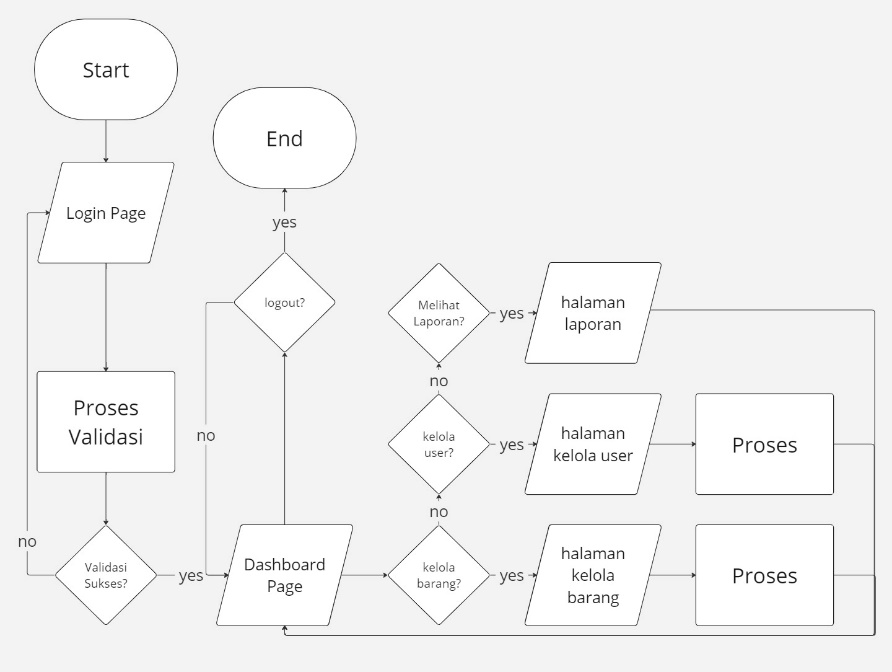 Start
End
Login Page
yes
logout?
Melihat
Laporan?
yes
halaman
laporan
no
Proses
Validasi
no
kelola
user?
yes
halaman
kelola user
Proses
no
no
Validasi
Sukses?
yes
Dashboard
Page
kelola
barang?
yes
halaman
kelola
barang
Proses